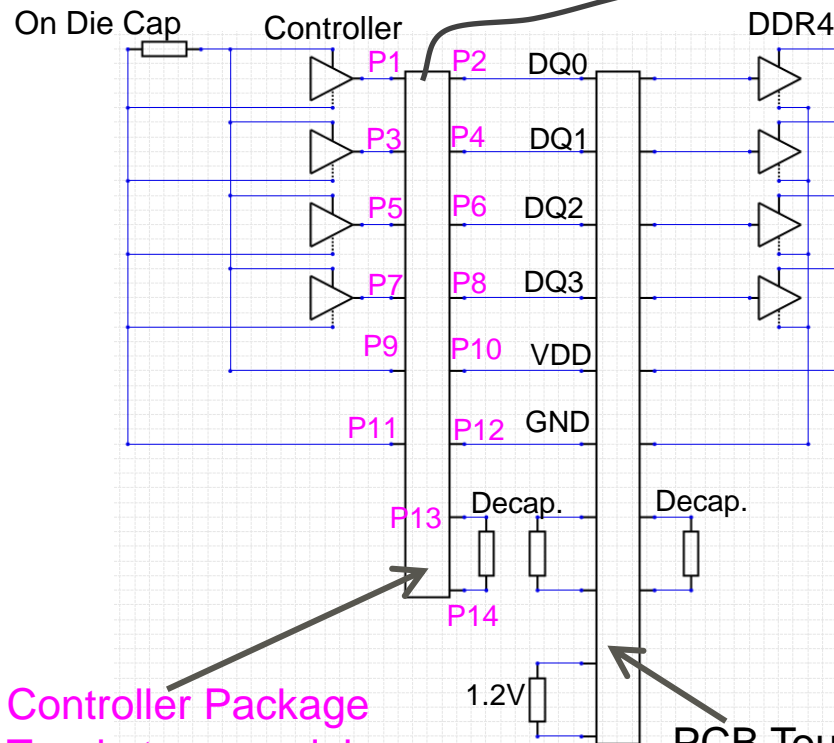 On Die Cap
Controller
DDR4
P1
P2
DQ0
P3
P4
DQ1
P5
P6
DQ2
P7
P8
DQ3
P9
P10
VDD
P11
P12
GND
P13
Decap.
Decap.
P14
1.2V
Controller Package
PCB